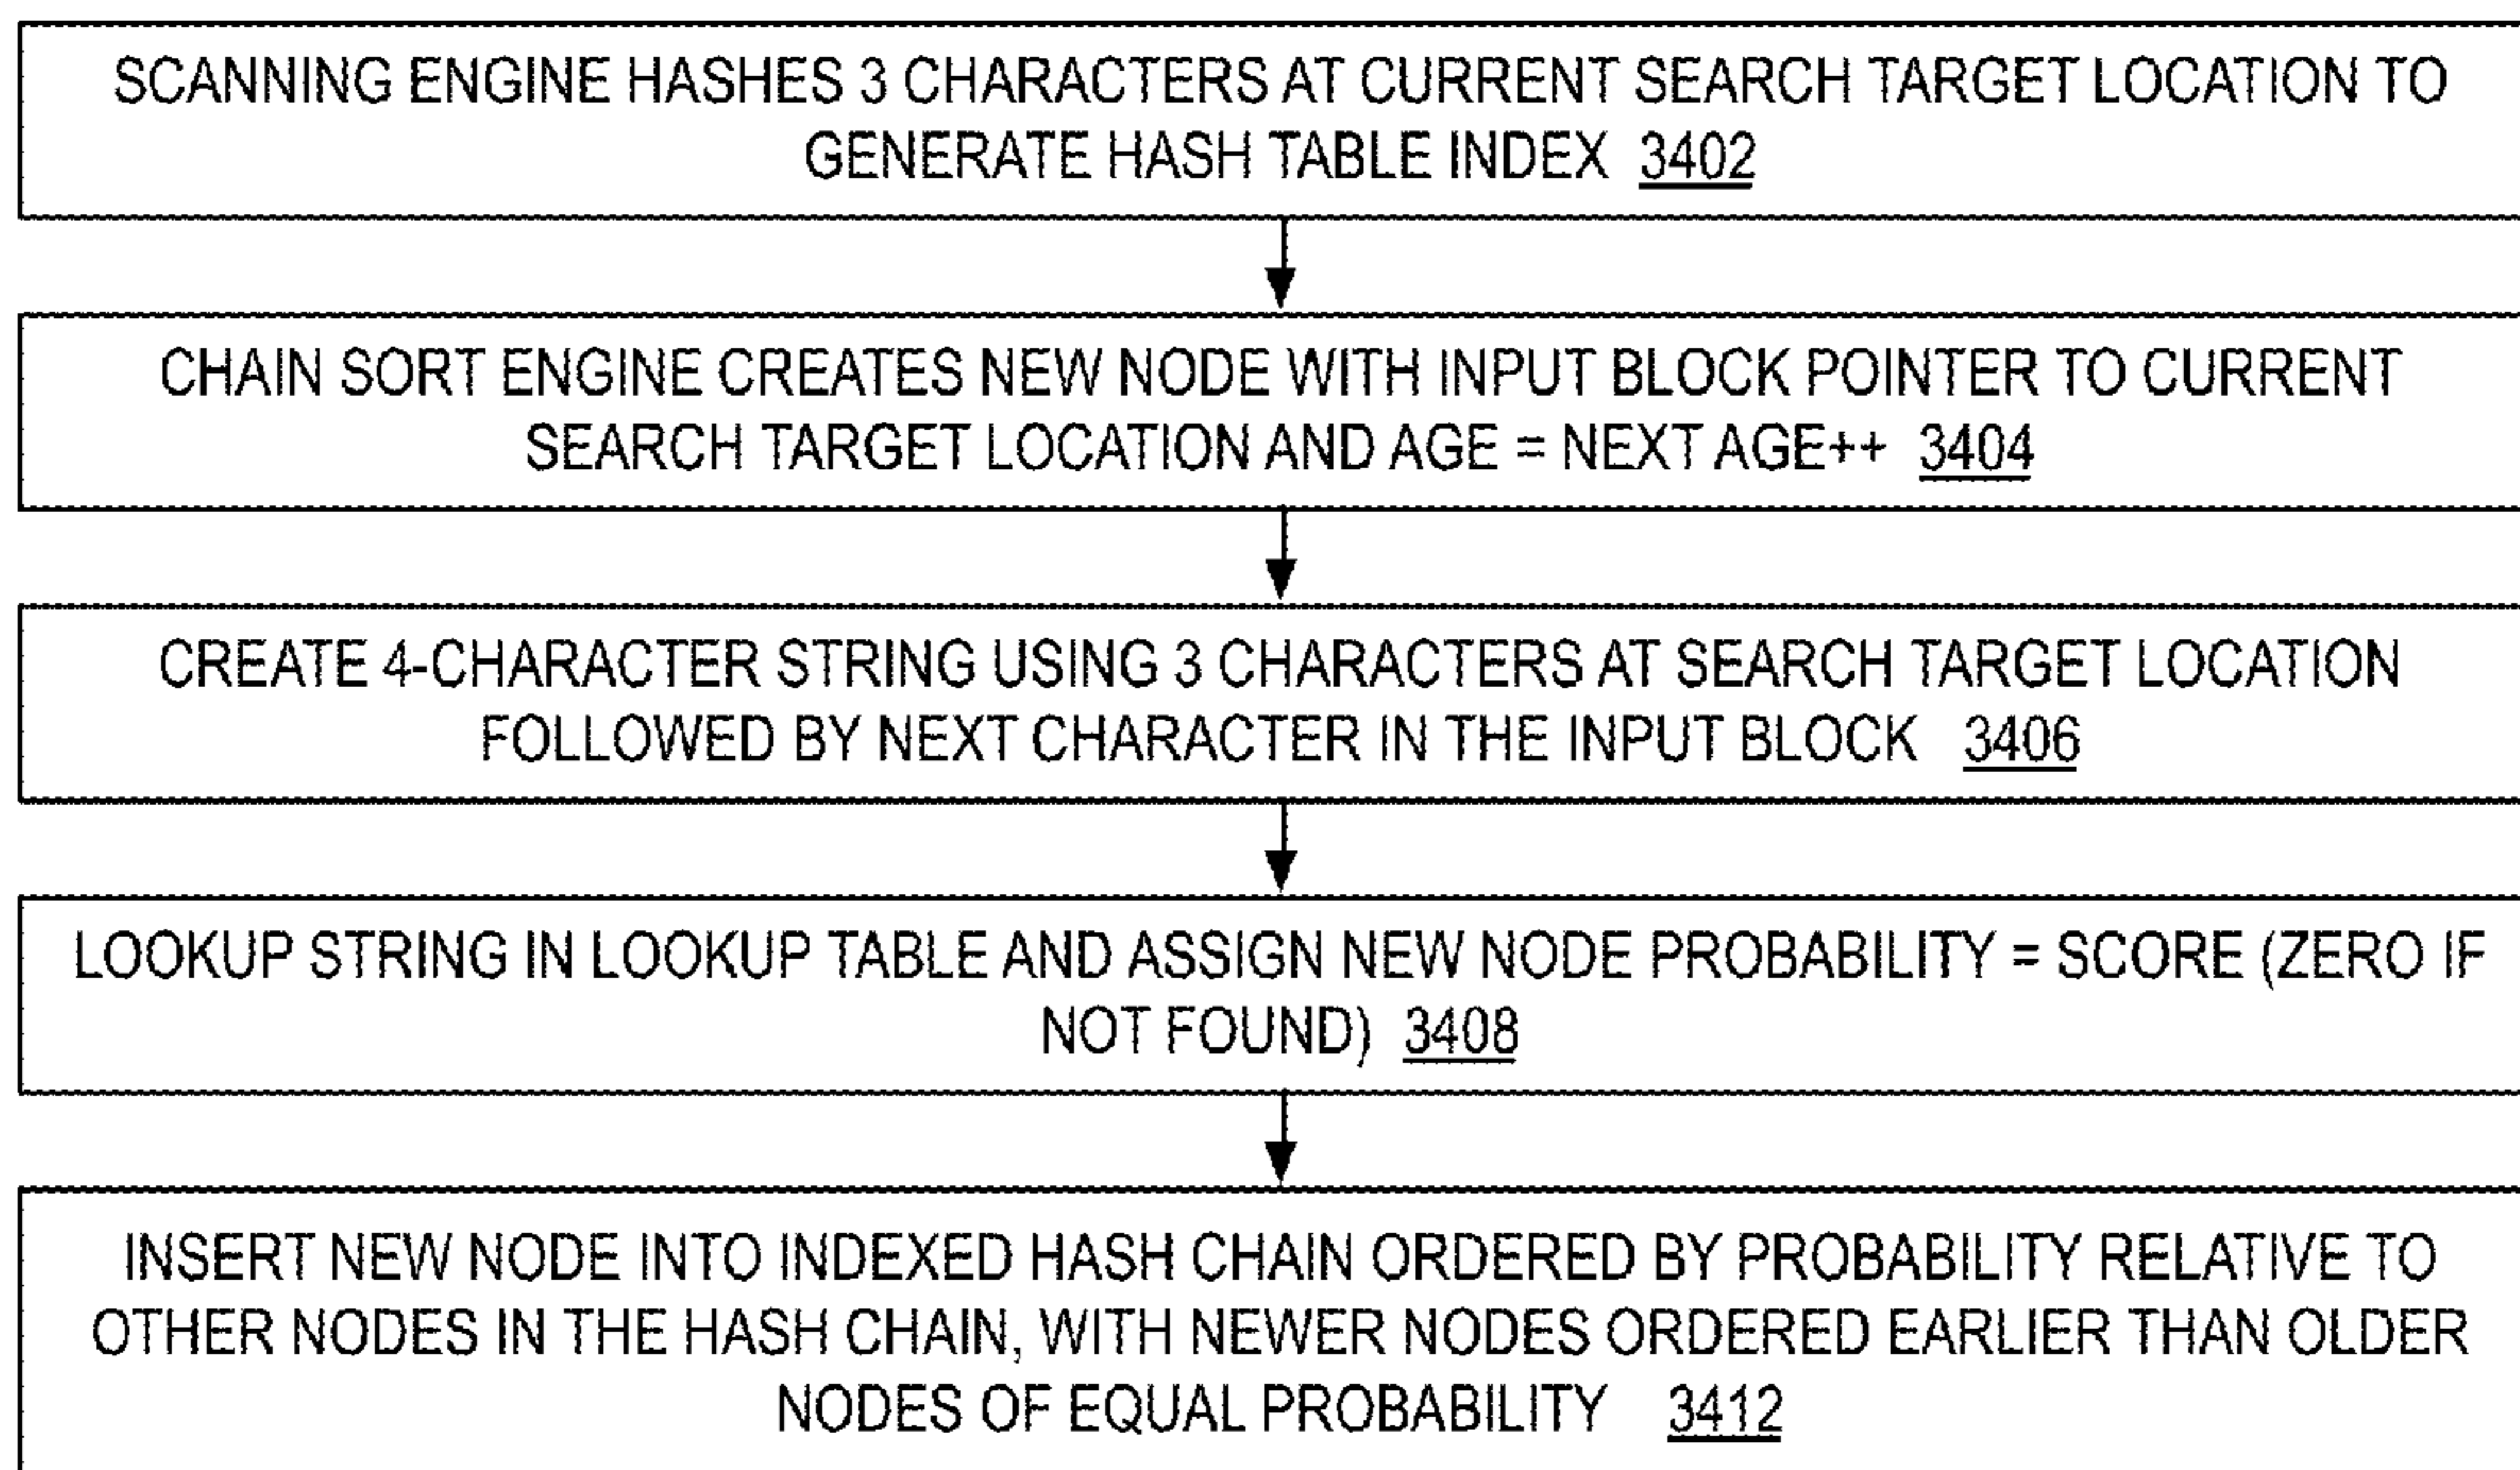 SCANNING ENGINE HASHES 3 CHARACTERS AT CURRENT SEARCH TARGET LOCATION TO
GENERATE HASH TABLE INDEX 3402
CHAIN SORT ENGINE CREATES NEW NODE WITH INPUT BLOCK POINTER TO CURRENT
SEARCH TARGET LOCATION AND AGE = NEXT AGE++ 3404
CREATE 4-CHARACTER STRING USING 3 CHARACTERS AT SEARCH TARGET LOCATION
FOLLOWED BY NEXT CHARACTER IN THE INPUT BLOCK 3406
LOOKUP STRING IN LOOKUP TABLE AND ASSIGN NEW NODE PROBABILITY = SCORE (ZERO IF
NOT FOUND) 3408
INSERT NEW NODE INTO INDEXED HASH CHAIN ORDERED BY PROBABILITY RELATIVE TO
OTHER NODES IN THE HASH CHAIN, WITH NEWER NODES ORDERED EARLIER THAN OLDER
NODES OF EQUAL PROBABILITY 3412